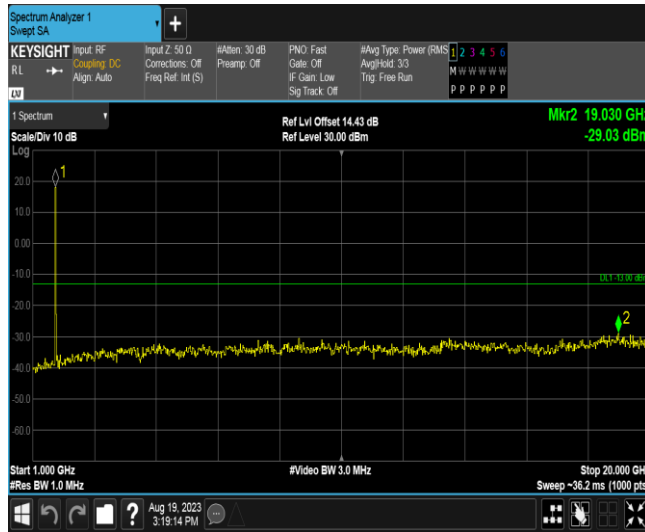 Spectrum Analyzer 1
Swept SA
+
KEYSIGHT
RL
LXI
Input: RF
Coupling: DC
Align: Auto
Input Z: 50 Ω
Corrections: Off
Freq Ref: Int (S)
#Atten: 30 dB
Preamp: Off
PNO: Fast
Gate: Off
IF Gain: Low
Sig Track: Off
#Avg Type: Power (RMS
Avg|Hold: 3/3
Trig: Free Run
1 2 3 4 5 6
M W W W W W
P P P P P P
1 Spectrum
Scale/Div 10 dB
Ref Lvl Offset 14.43 dB
Ref Level 30.00 dBm
Mkr2 19.030 GH
-29.03 dBm
Log
1
20.0
10.0
0.00
-10.0
DL1 -13.00 dB
-20.0
2
-30.0
-40.0
-50.0
-60.0
Start 1.000 GHz
#Res BW 1.0 MHz
#Video BW 3.0 MHz
Stop 20.000 GH
Sweep ~36.2 ms (1000 pts
?
Aug 19, 2023
3:19:14 PM